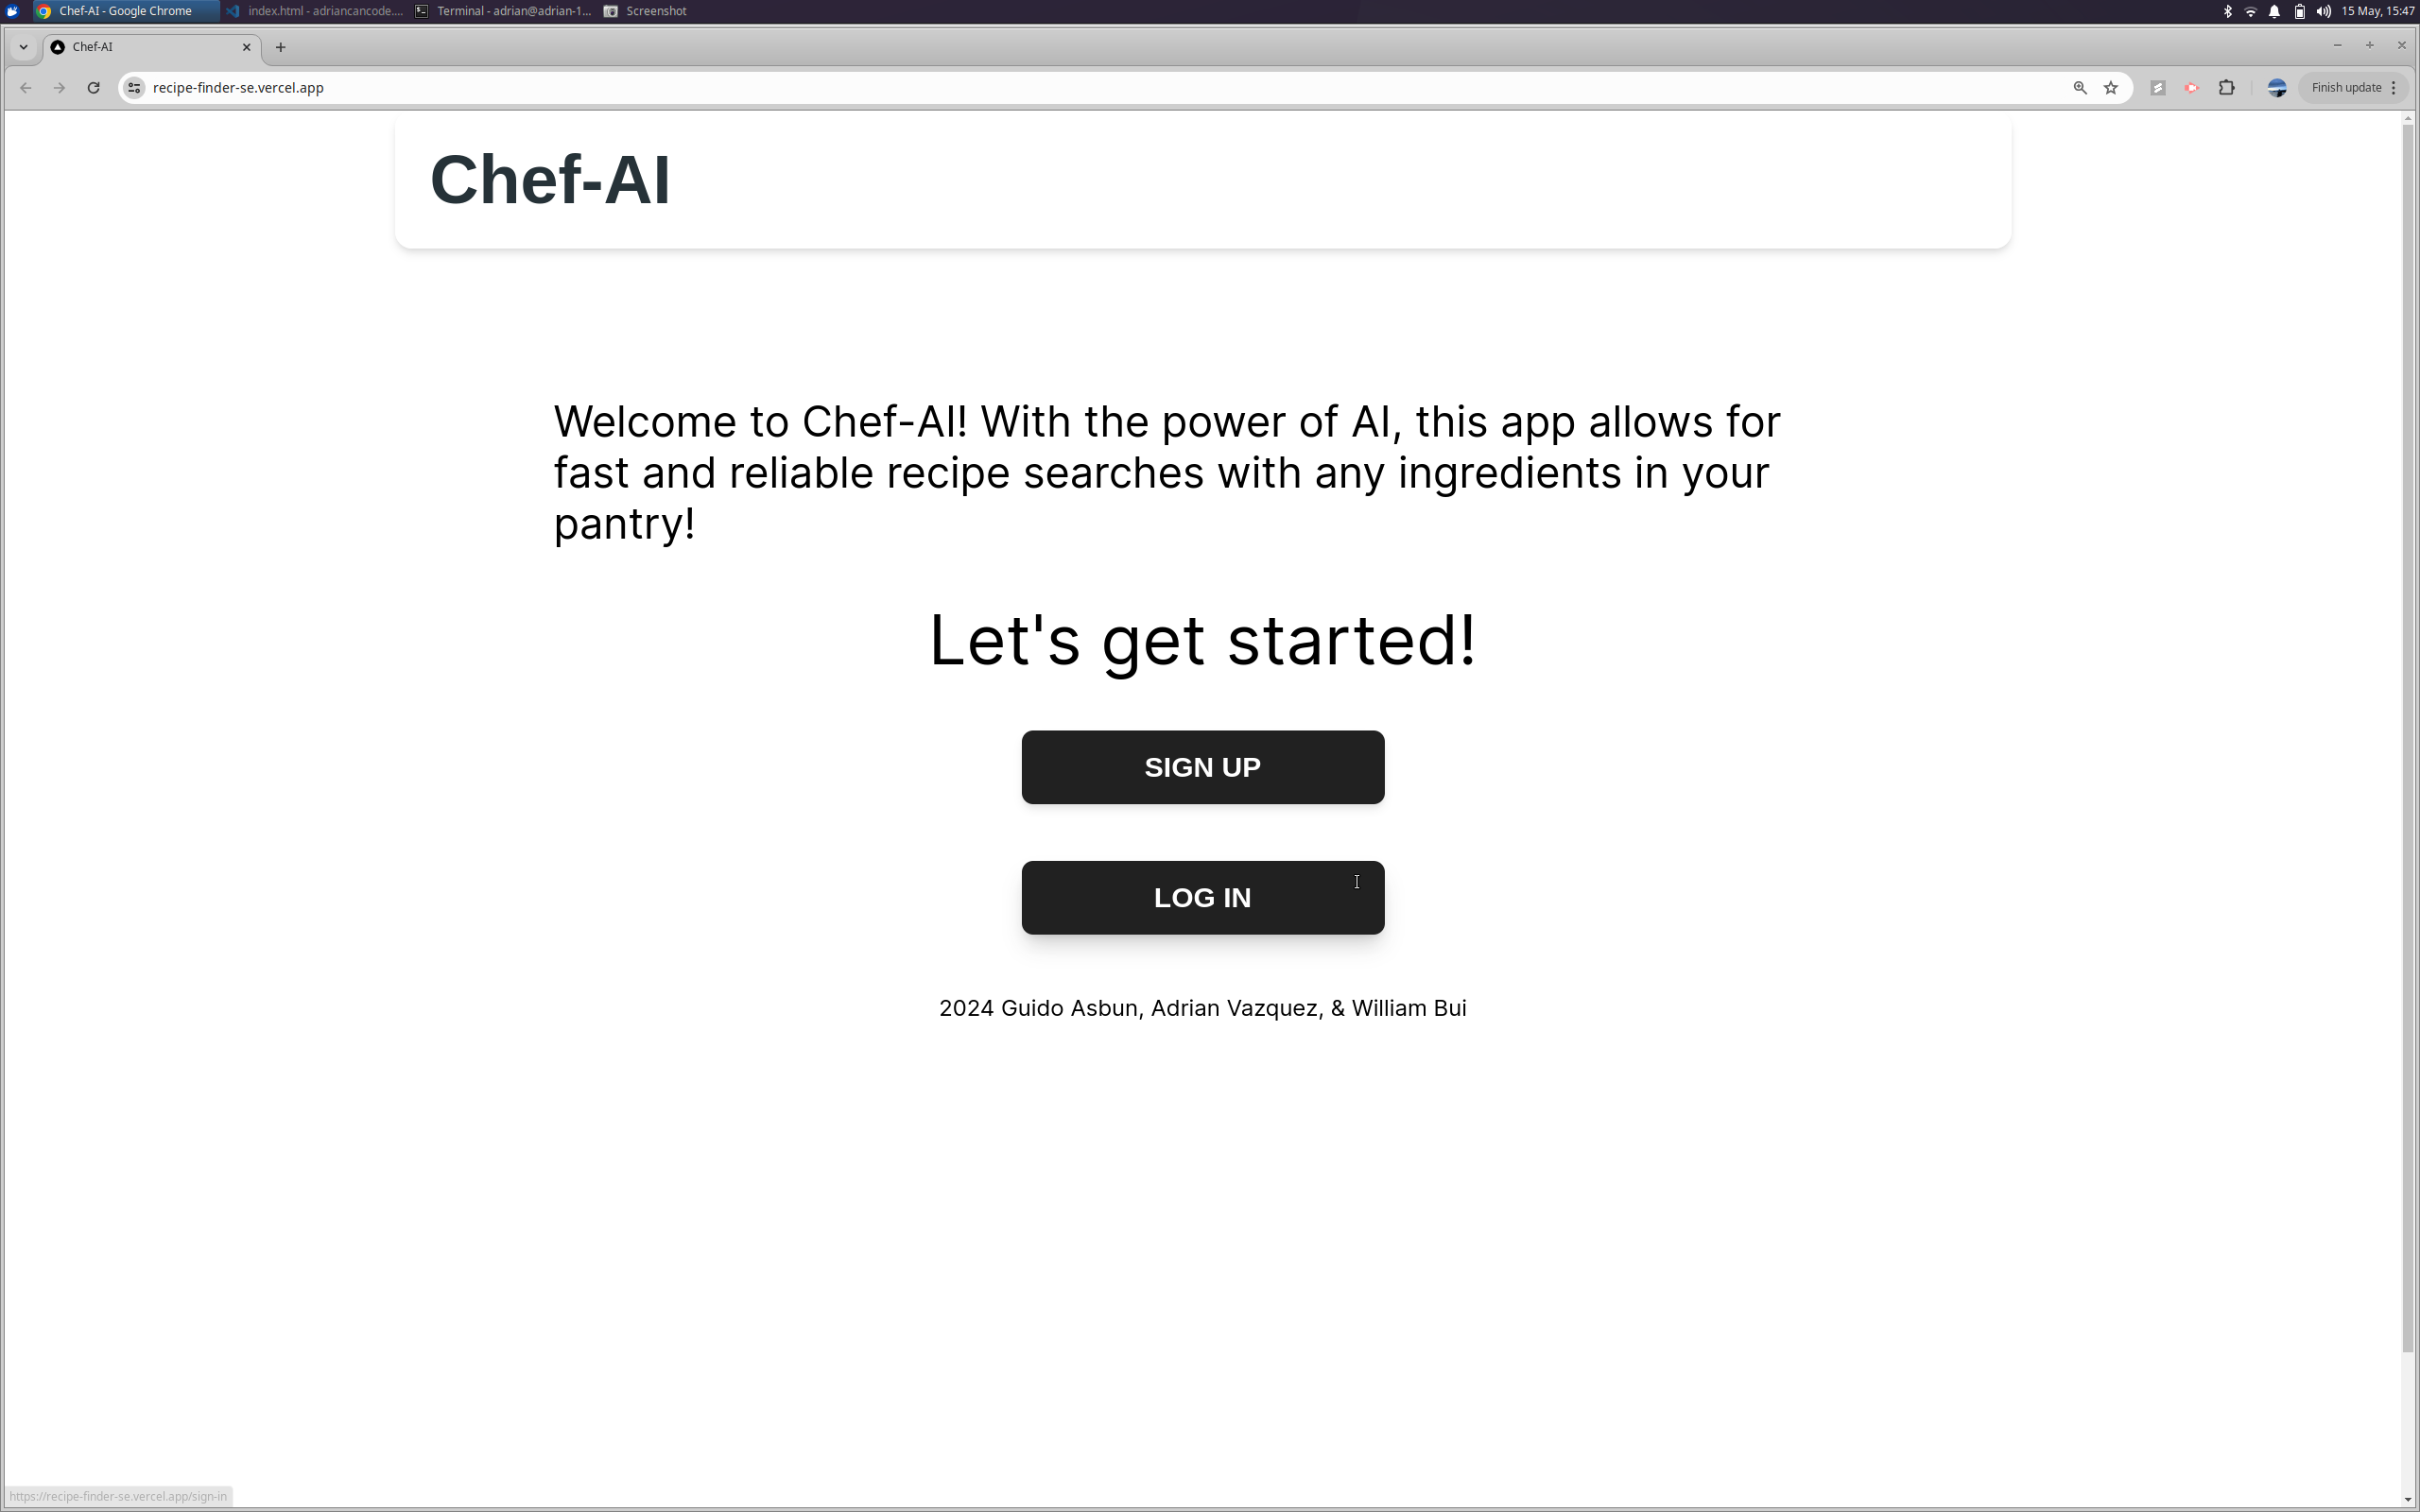 Chef-AI - Google Chrome
index.html - adriancancode....
Terminal - adrian@adrian-1...
Screenshot
15 May, 15:47
Chef-AI
recipe-finder-se.vercel.app
Finish update
Chef-AI
Welcome to Chef-AI! With the power of AI, this app allows for
fast and reliable recipe searches with any ingredients in your
pantry!
Let's get started!
SIGN UP
LOG IN
2024 Guido Asbun, Adrian Vazquez, & William Bui
https://recipe-finder-se.vercel.app/sign-in